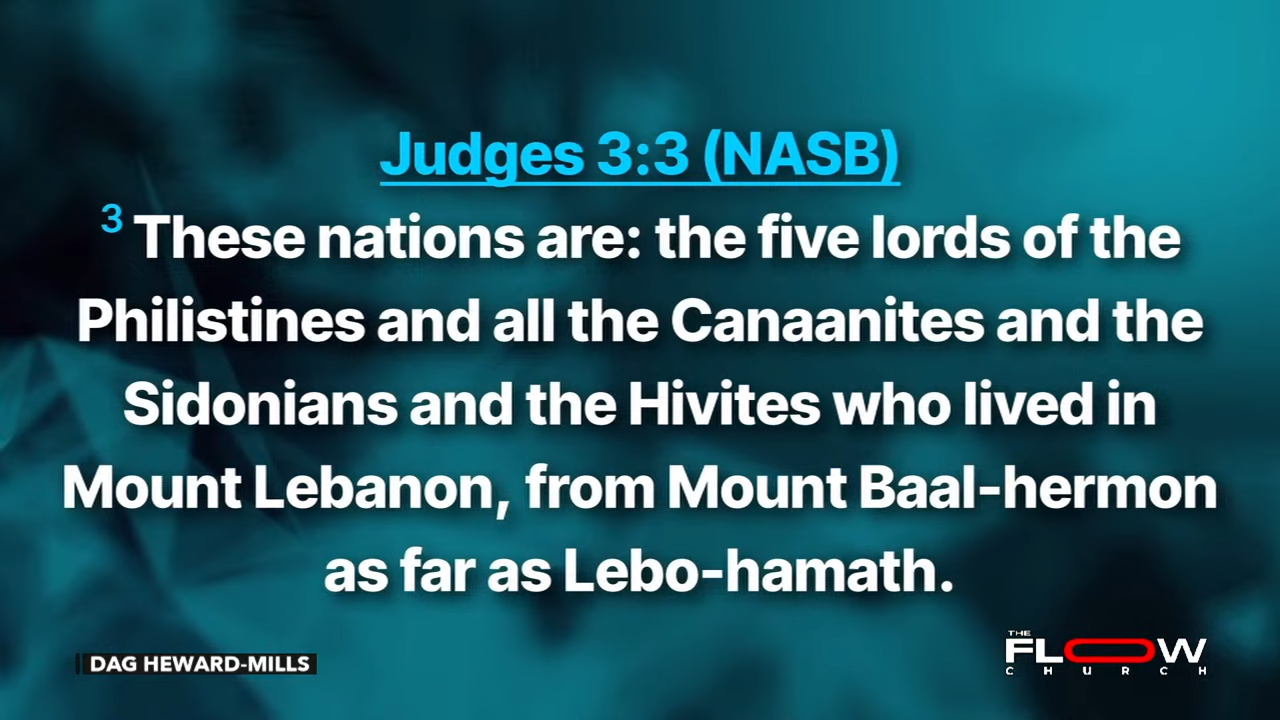 Judges 3:3 (NASB)
3 These nations are: the five lords of the
Philistines and all the Canaanites and the
Sidonians and the Hivites who lived in
Mount Lebanon, from Mount Baal-hermon
as far as Lebo-hamath.
DAG HEWARD-MILLS
THE
FLOW
CHURCH